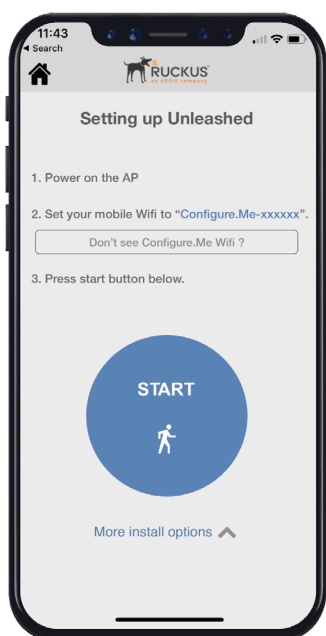 11:43
Search
RUCKUS
an ARRIS company
Setting up Unleashed
1. Power on the AP
2. Set your mobile Wifi to “Configure.Me-xxxxxx”.
Don't see Configure.Me Wifi ?
3. Press start button below.
START
More install options